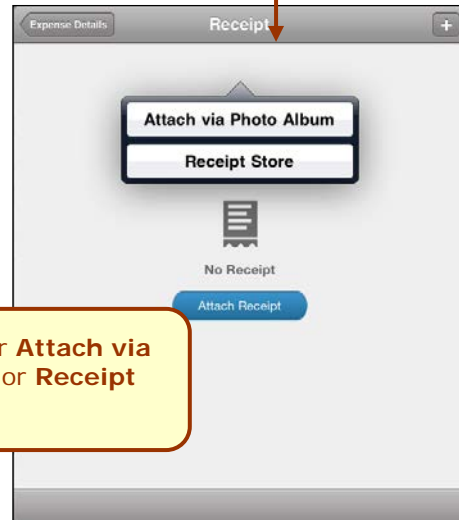 Expense Details
Receipt
+
Attach via Photo Album
Receipt Store
No Receipt
Attach Receipt
r Attach via
or Receipt